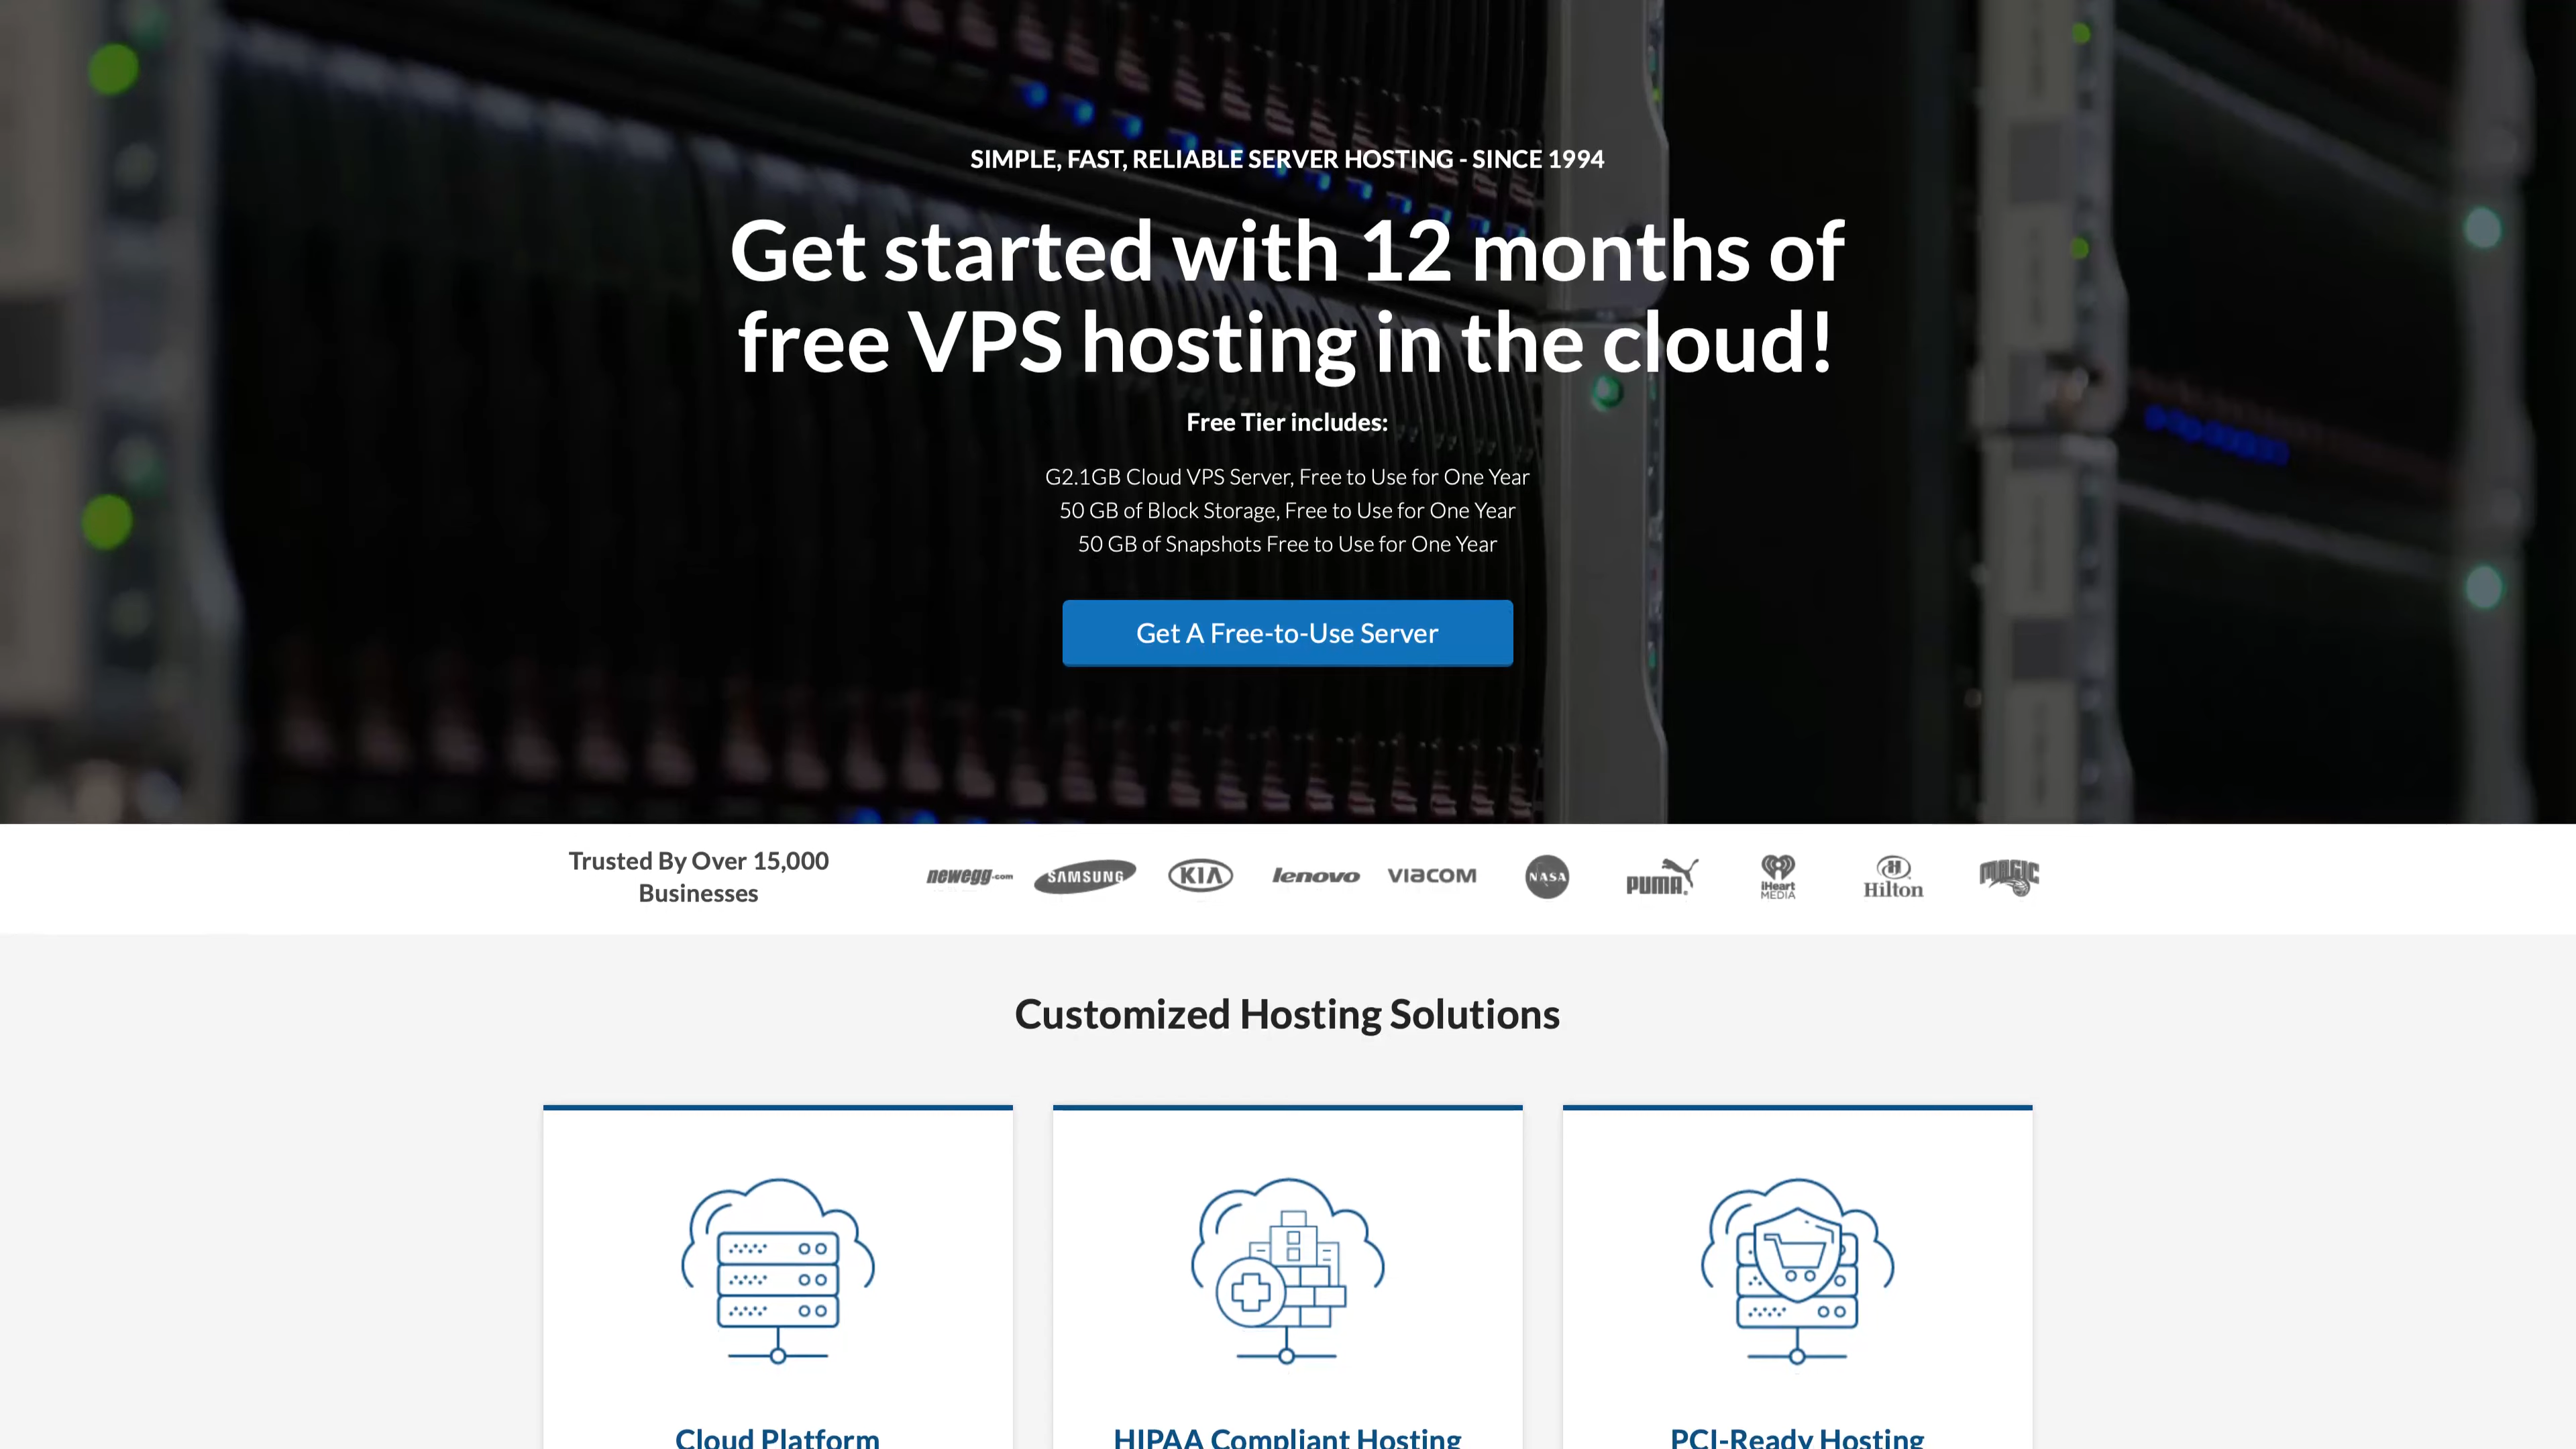 SIMPLE, FAST, RELIABLE SERVER HOSTING - SINCE 1994
Get started with 12 months of
free VPS hosting in the cloud!
Free Tier includes:
G2.1GB Cloud VPS Server, Free to Use for One Year
50 GB of Block Storage, Free to Use for One Year
50 GB of Snapshots Free to Use for One Year
Get A Free-to-Use Server
Trusted By Over 15,000
Businesses
newegg.com
SAMSUNG
KIA
lenovo
VIACOM
NASA
PUMA
iHeart
MEDIA
Hilton
MAGIC
Customized Hosting Solutions
Cloud Platform
HIPAA Compliant Hosting
PCI-Ready Hosting